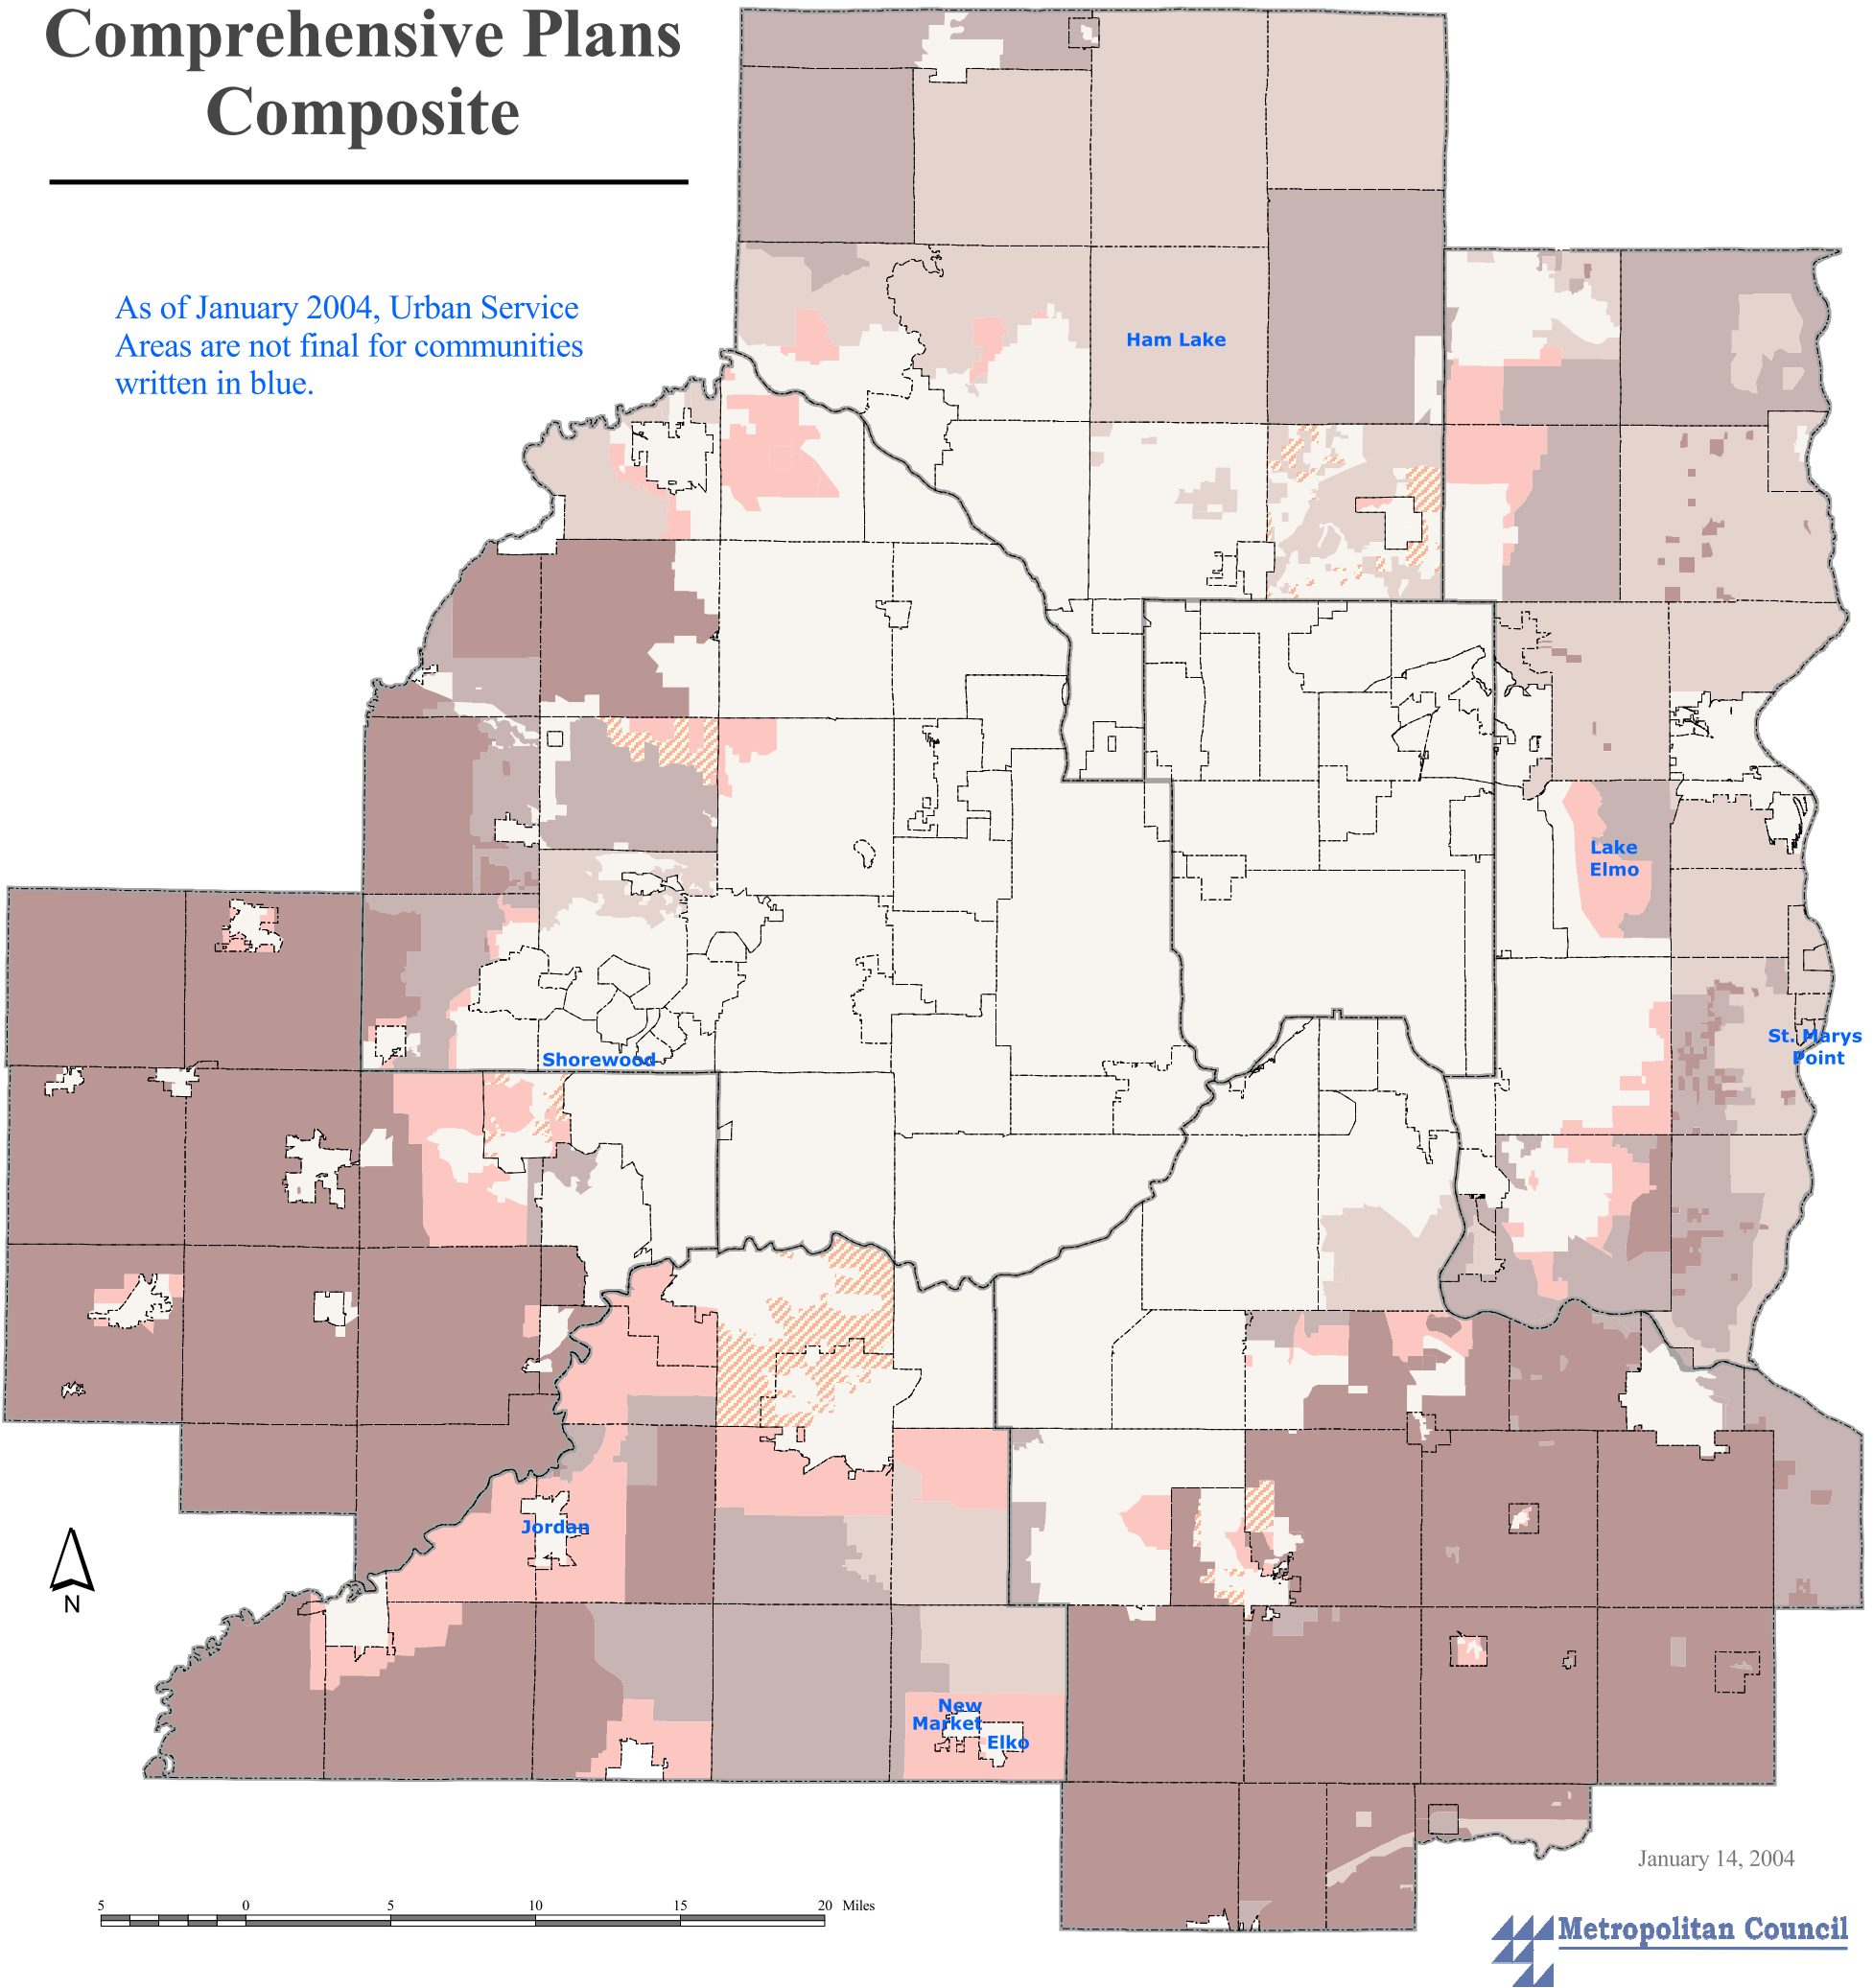 Comprehensive Plans
Composite
As of January 2004, Urban Service
Areas are not final for communities
written in blue.
Ham Lake
Lake
Elmo
St. Marys
Point
Shorewood
Jordan
N
New
Market
Elko
January 14, 2004
5 0 5 10 15 20 Miles
Metropolitan Council